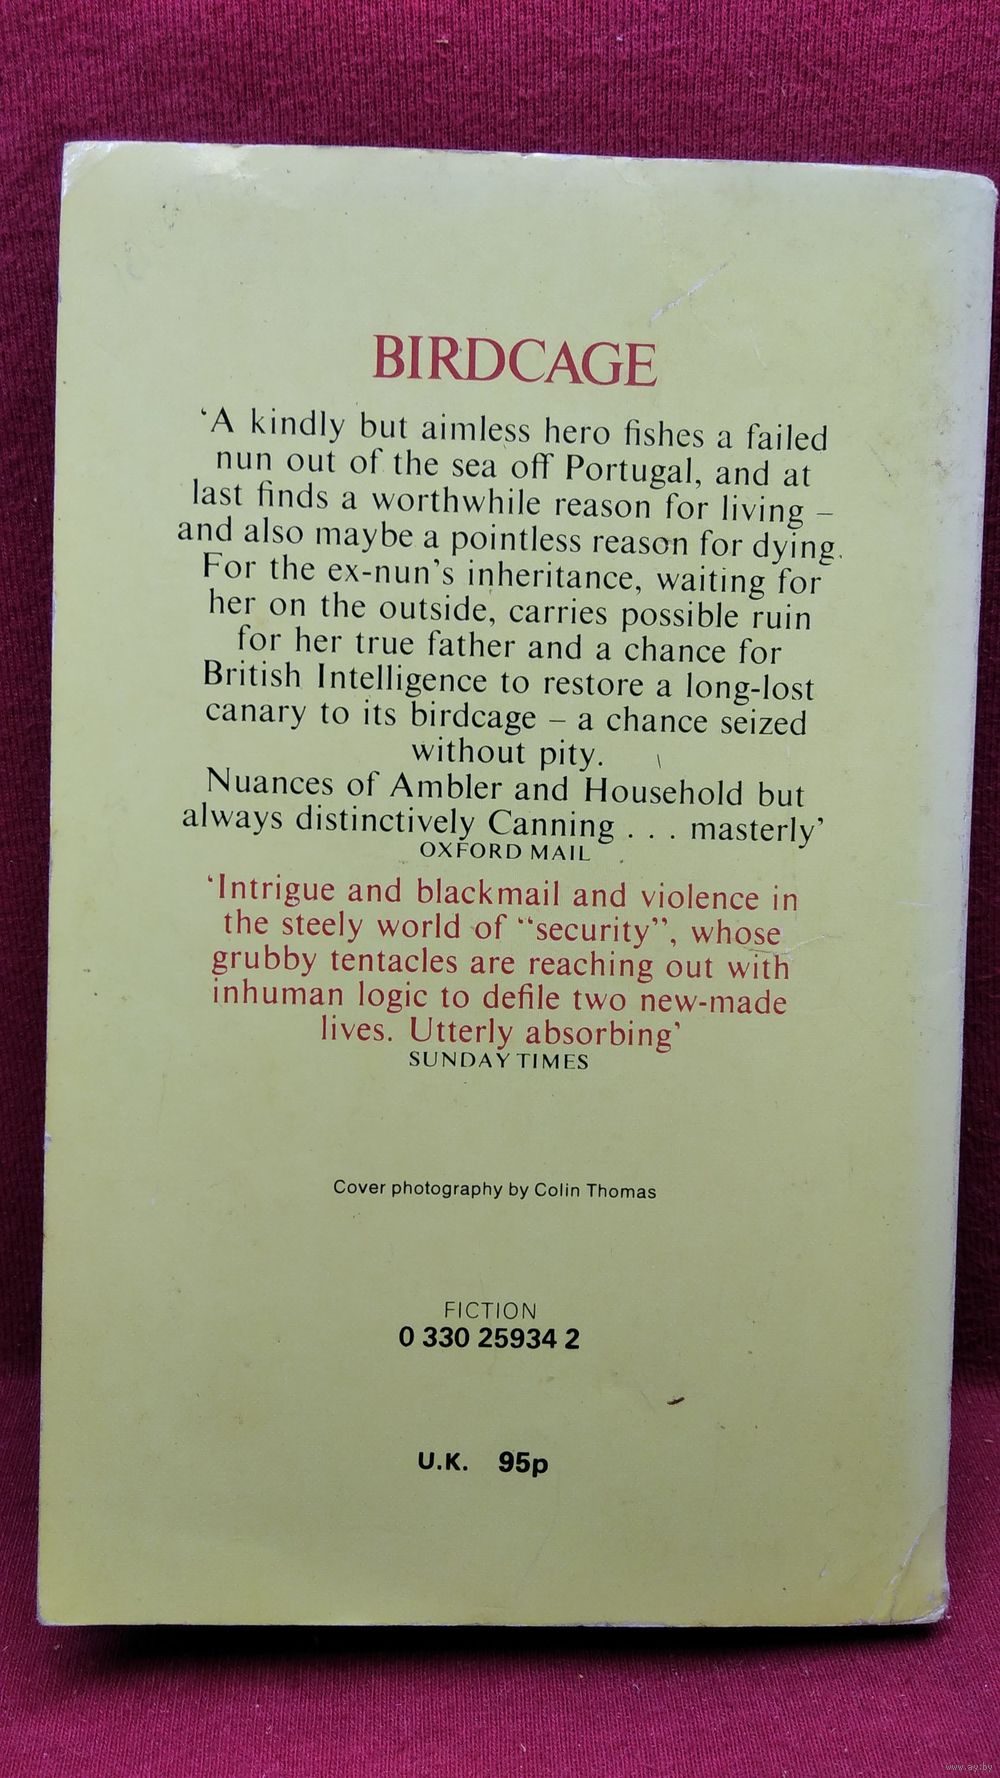 BIRDCAGE
‘A kindly but aimless hero fishes a failed
nun out of the sea off Portugal, and at
last finds a worthwhile reason for living –
and also maybe a pointless reason for dying.
For the ex-nun’s inheritance, waiting for
her on the outside, carries possible ruin
for her true father and a chance for
British Intelligence to restore a long-lost
canary to its birdcage – a chance seized
without pity.
Nuances of Ambler and Household but
always distinctively Canning . . . masterly’
OXFORD MAIL
‘Intrigue and blackmail and violence in
the steely world of “security”, whose
grubby tentacles are reaching out with
inhuman logic to defile two new-made
lives. Utterly absorbing’
SUNDAY TIMES
Cover photography by Colin Thomas
FICTION
0 330 25934 2
U.K. 95p
www.ay.by